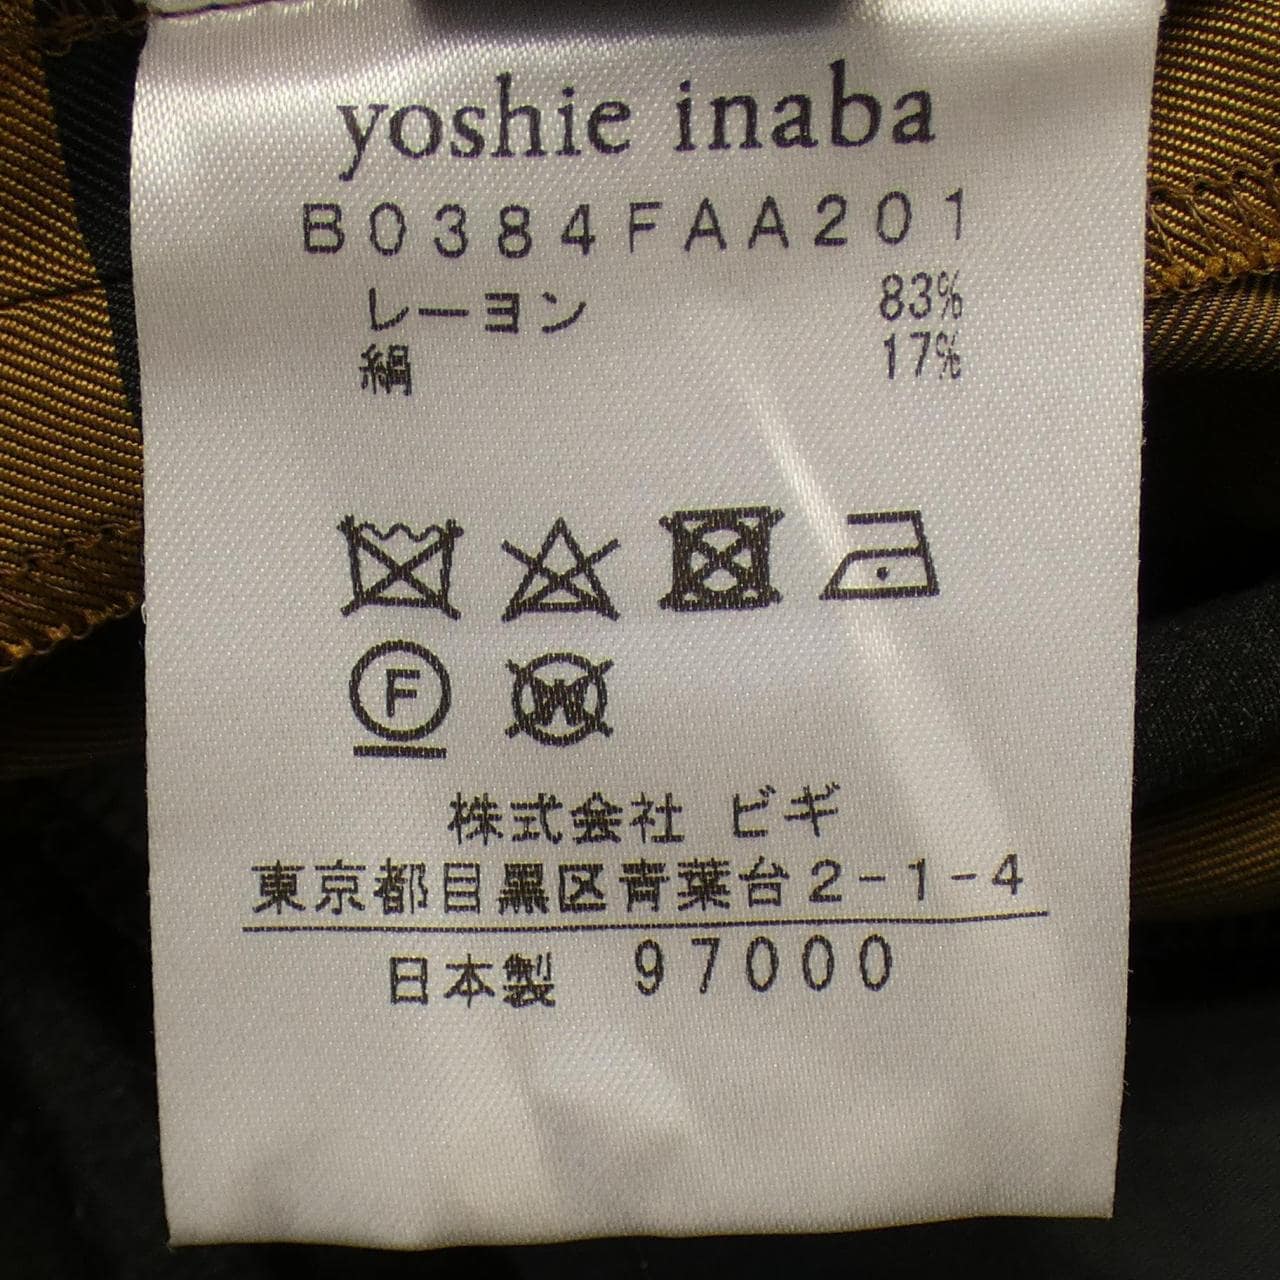 yoshie inaba
B0384FAA201
レーヨン 83%
絹 17%
F W
株式会社 ビギ
東京都目黒区青葉台2-1-4
日本製 97000